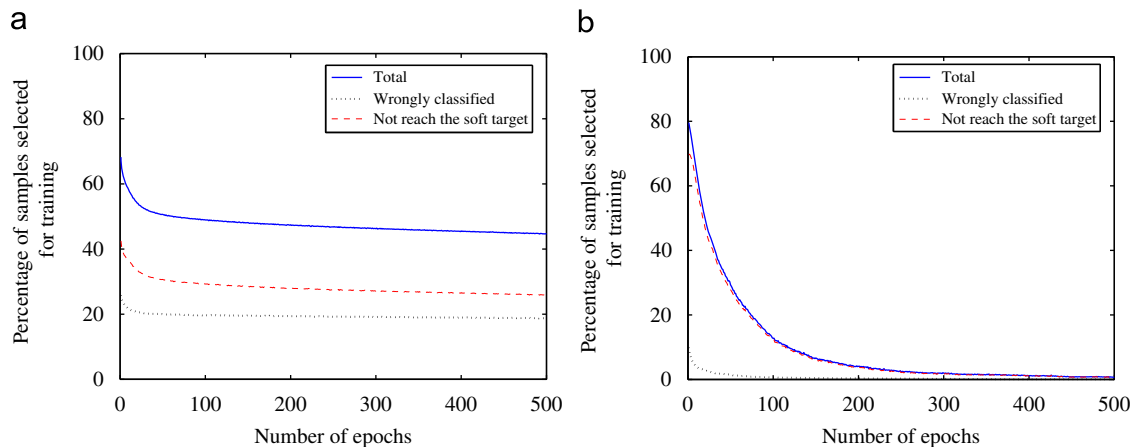 a
100
80
60
40
20
0
Percentage of samples selected
for training
Total
Wrongly classified
Not reach the soft target
0 100 200 300 400 500
Number of epochs
b
100
80
60
40
20
0
Percentage of samples selected
for training
Total
Wrongly classified
Not reach the soft target
0 100 200 300 400 500
Number of epochs